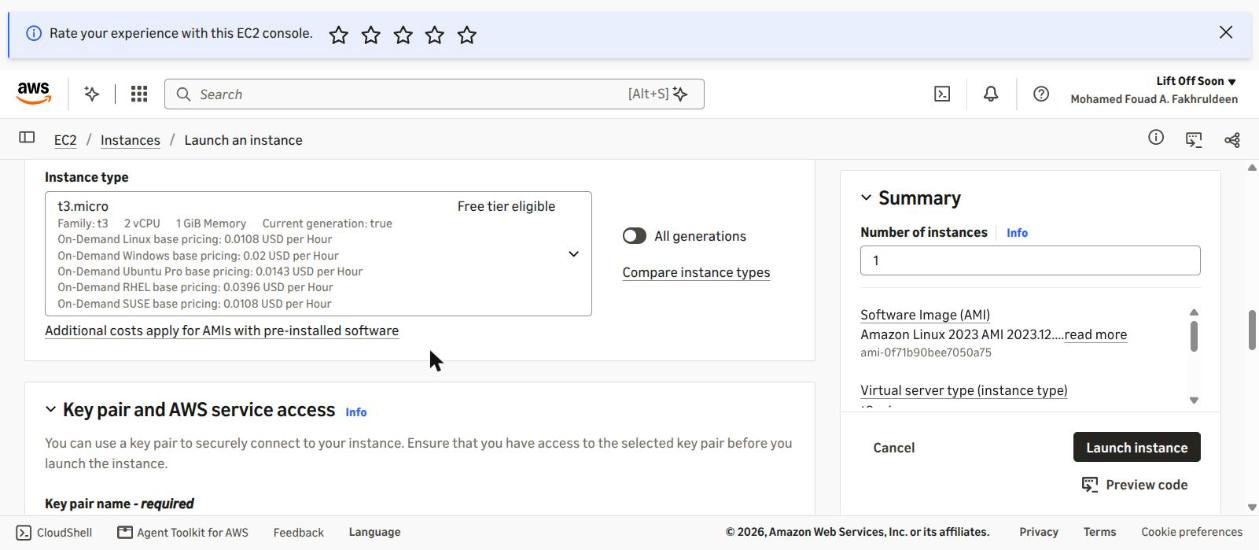 Rate your experience with this EC2 console.
aws
Search
[Alt+S]
Lift Off Soon
Mohamed Fouad A. Fakhruldeen
EC2 / Instances / Launch an instance
Instance type
t3.micro Free tier eligible
Family: t3 2 vCPU 1 GiB Memory Current generation: true
On-Demand Linux base pricing: 0.0108 USD per Hour
On-Demand Windows base pricing: 0.02 USD per Hour
On-Demand Ubuntu Pro base pricing: 0.0143 USD per Hour
On-Demand RHEL base pricing: 0.0396 USD per Hour
On-Demand SUSE base pricing: 0.0108 USD per Hour
All generations
Compare instance types
Additional costs apply for AMIs with pre-installed software
Key pair and AWS service access Info
You can use a key pair to securely connect to your instance. Ensure that you have access to the selected key pair before you
launch the instance.
Key pair name - required
Summary
Number of instances Info
1
Software Image (AMI)
Amazon Linux 2023 AMI 2023.12....read more
ami-0f71b90bee7050a75
Virtual server type (instance type)
Cancel
Launch instance
Preview code
CloudShell Agent Toolkit for AWS Feedback Language
© 2026, Amazon Web Services, Inc. or its affiliates. Privacy Terms Cookie preferences